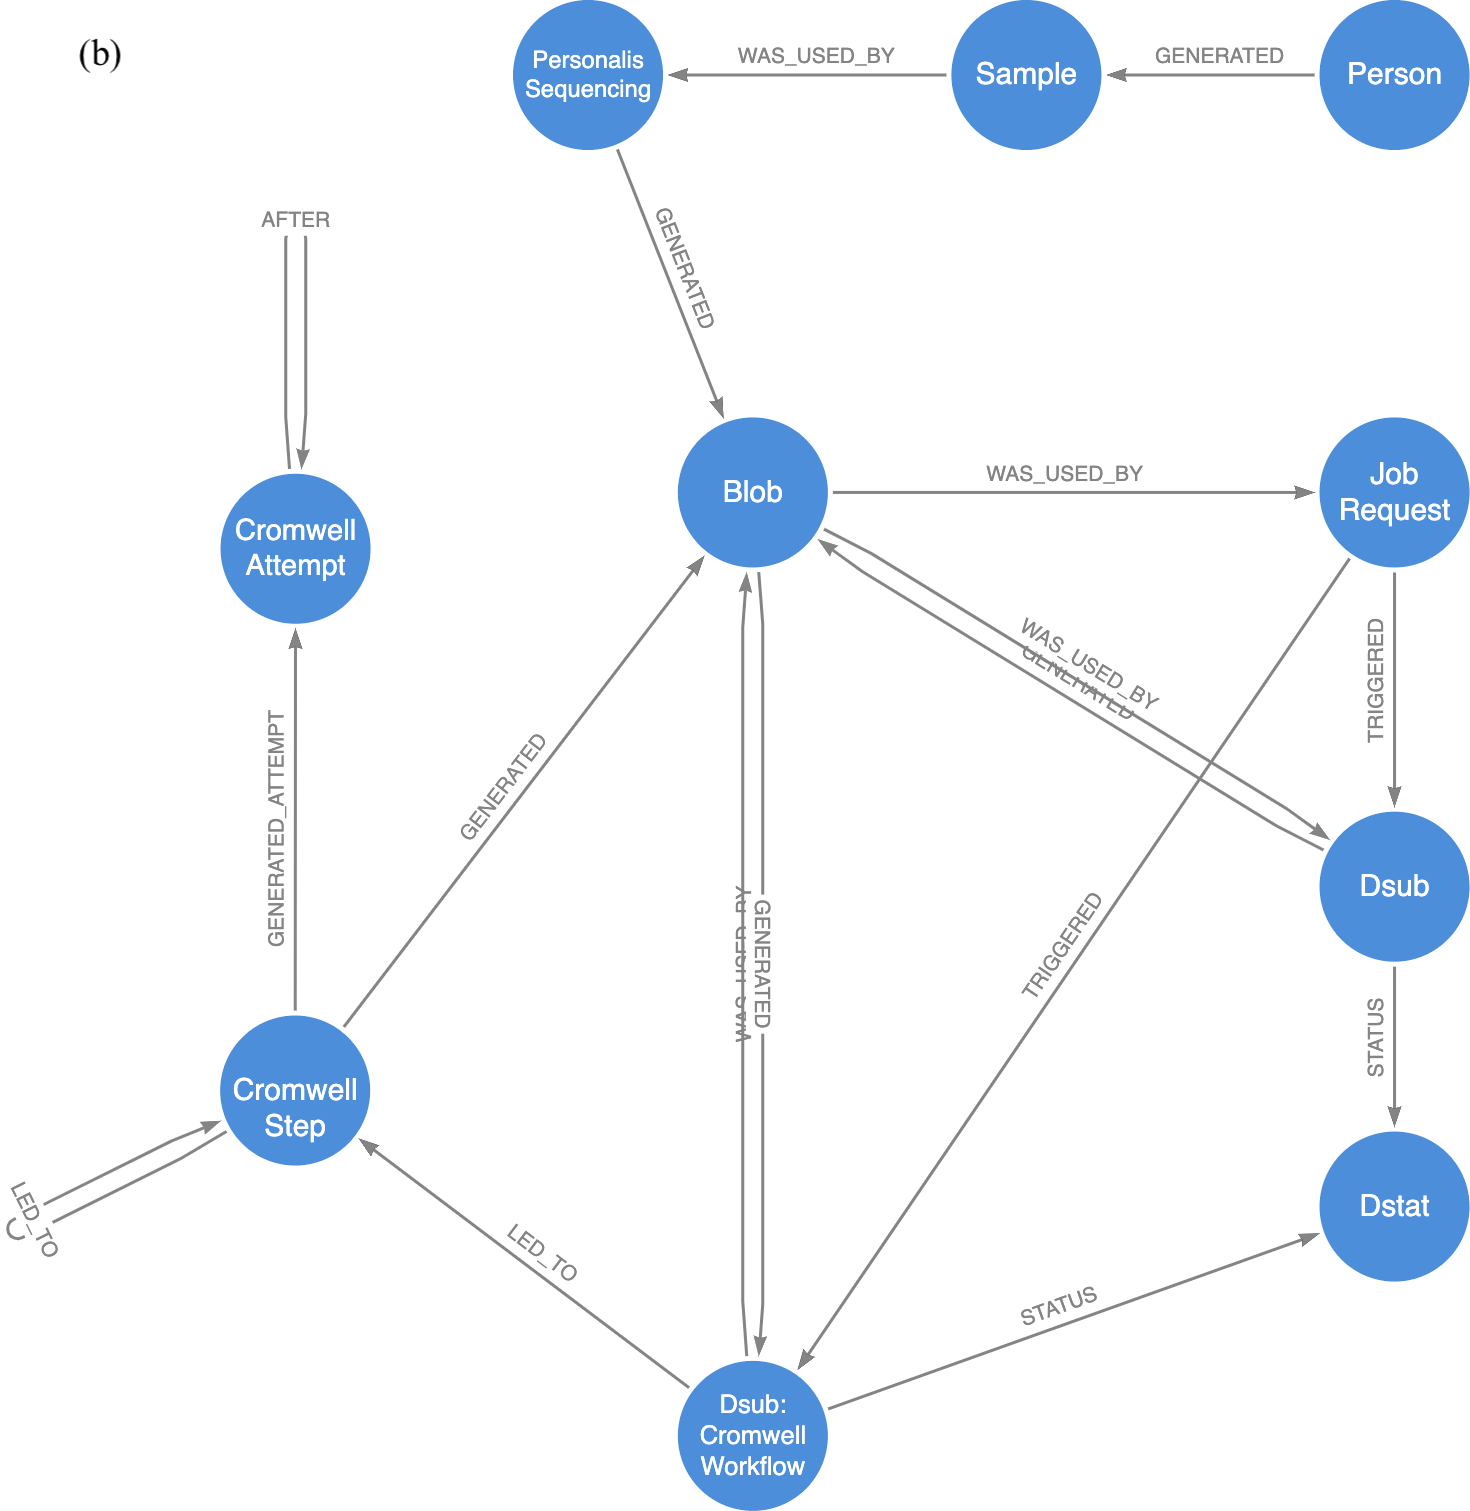 (b)
Personalis
Sequencing
WAS_USED_BY
Sample
GENERATED
Person
AFTER
GENERATED
Blob
WAS_USED_BY
Job
Request
Cromwell
Attempt
WAS_USED_BY
GENERATED
TRIGGERED
GENERATED_ATTEMPT
GENERATED
TRIGGERED
Dsub
WAS_USED_BY
GENERATED
STATUS
Cromwell
Step
LED_TO
LED_TO
STATUS
Dstat
Dsub:
Cromwell
Workflow